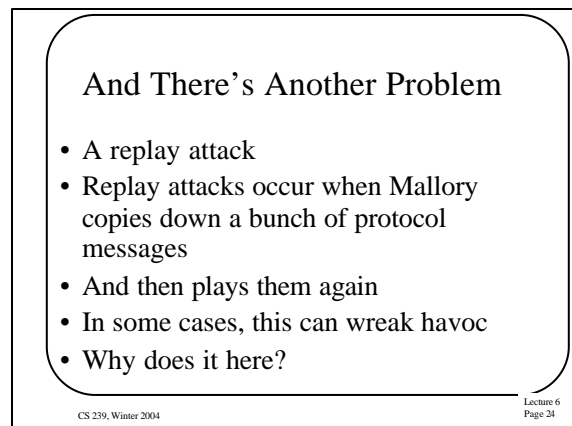 And There's Another Problem
• A replay attack
• Replay attacks occur when Mallory
copies down a bunch of protocol
messages
• And then plays them again
• In some cases, this can wreak havoc
• Why does it here?
CS 239, Winter 2004
Lecture 6
Page 24